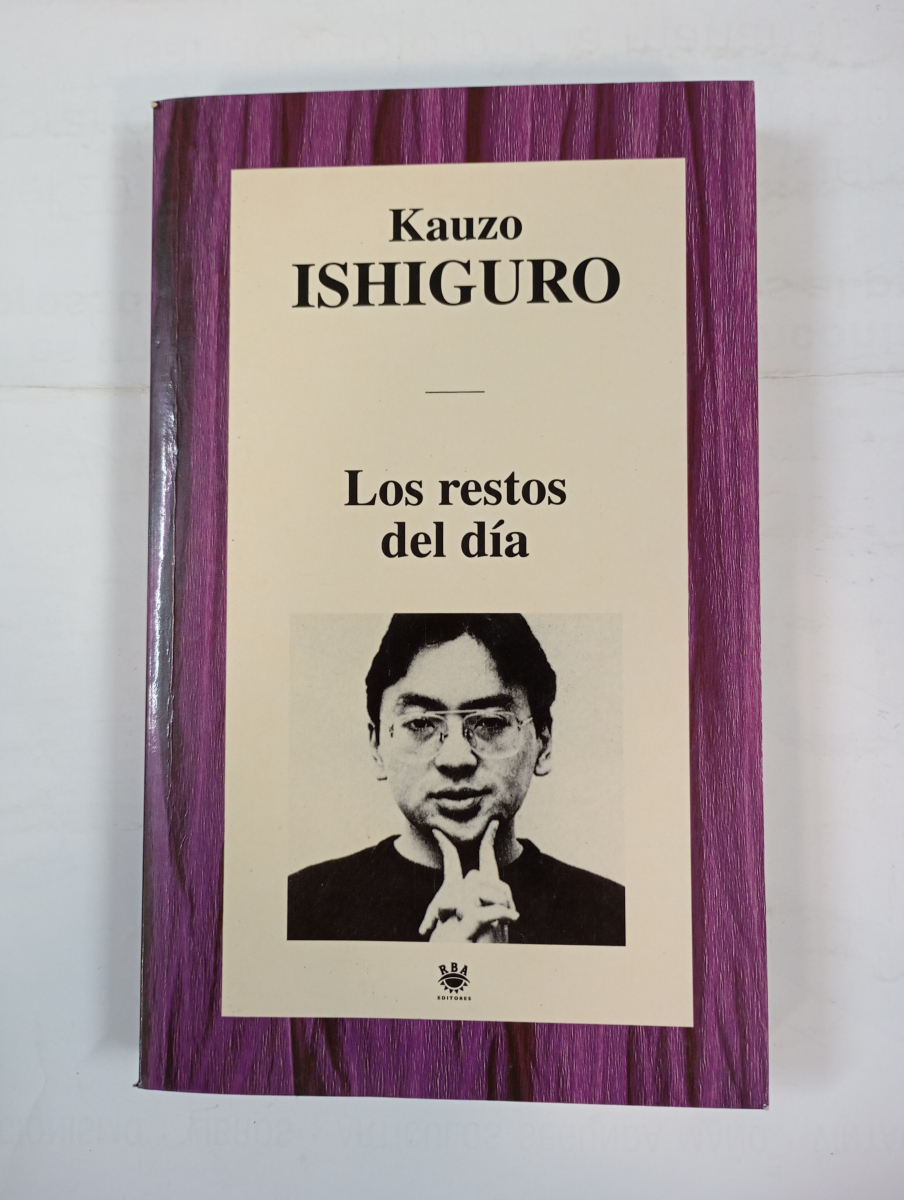 Kauzo
ISHIGURO
Los restos
del día
RBA
EDITORES